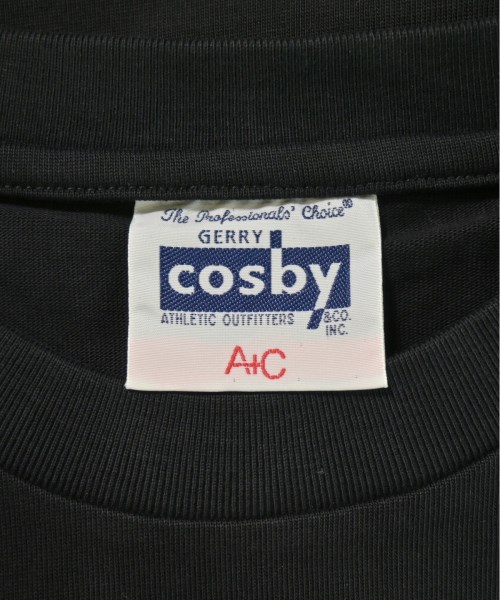 The Professionals' Choice®
GERRY
cosby
ATHLETIC OUTFITTERS &CO. INC.
A+C